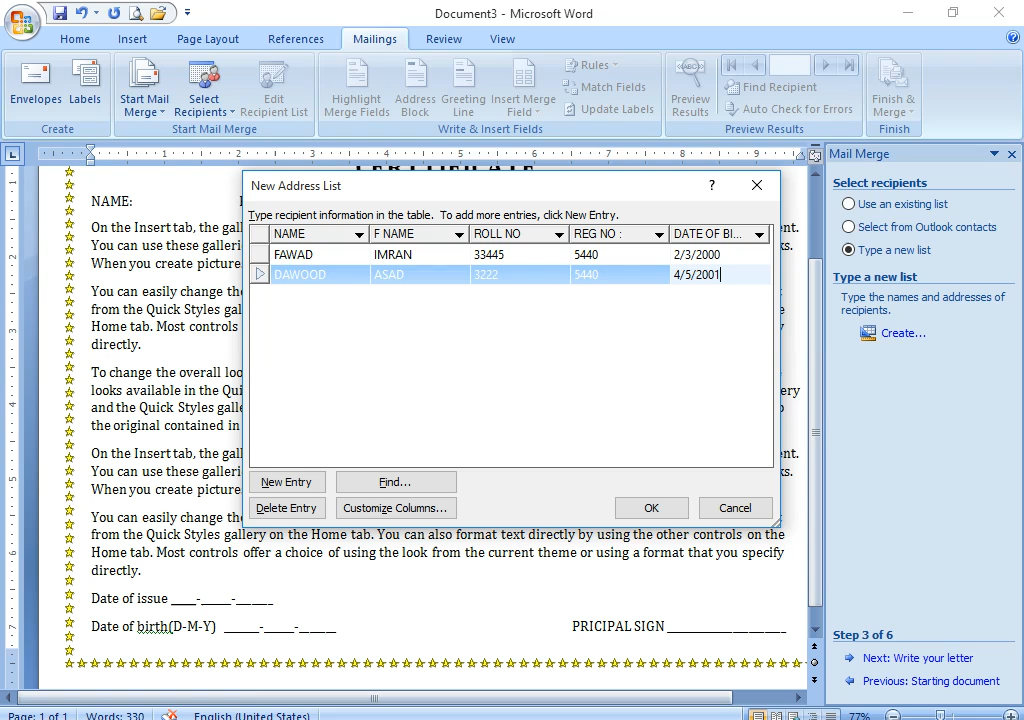 Document3 - Microsoft Word
Home Insert Page Layout References Mailings Review View
Envelopes Labels Start Mail Merge Select Recipients Edit Recipient List Highlight Merge Fields Address Block Greeting Line Insert Merge Field Rules Match Fields Update Labels Preview Results Find Recipient Auto Check for Errors Finish & Merge
Create Start Mail Merge Write & Insert Fields Preview Results Finish
1 2 3 4 5 6 7 8 9
NAME:
On the Insert tab, the gall
You can use these galleri
When you create picture
You can easily change the
from the Quick Styles gal
Home tab. Most controls
directly.
To change the overall loo
looks available in the Qui
and the Quick Styles galle
the original contained in
On the Insert tab, the gall
You can use these galleri
When you create picture
You can easily change the
from the Quick Styles gallery on the Home tab. You can also format text directly by using the other controls on the
Home tab. Most controls offer a choice of using the look from the current theme or using a format that you specify
directly.
Date of issue ____-_____-______
Date of birth(D-M-Y) ______-_____-______ PRICIPAL SIGN ____________________
New Address List
?
Type recipient information in the table. To add more entries, click New Entry.
NAME F NAME ROLL NO REG NO : DATE OF BI...
FAWAD IMRAN 33445 5440 2/3/2000
DAWOOD ASAD 3222 5440 4/5/2001
New Entry Find...
Delete Entry Customize Columns... OK Cancel
Mail Merge
Select recipients
Use an existing list
Select from Outlook contacts
Type a new list
Type a new list
Type the names and addresses of
recipients.
Create...
Step 3 of 6
Next: Write your letter
Previous: Starting document
Page: 1 of 1 Words: 330 English (United States) 77%